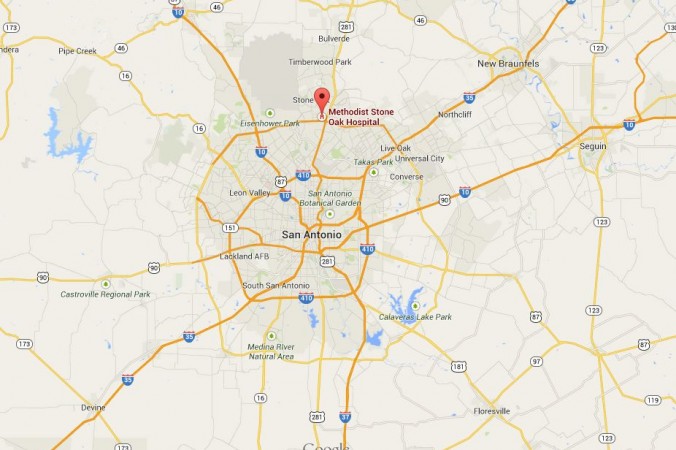 173
46
46
Bulverde
10
dera
Pipe Creek
46
Timberwood Park
New Braunfels
123
10
Stone
Methodist Stone
Oak Hospital
35
Northcliff
16
Eisenhower Park
10
Live Oak
Seguin
Takas Park
Universal City
87
410
Converse
10
Leon Valley
10
San Antonio
Botanical Garden
90
151
San Antonio
123
410
Lackland AFB
281
90
90
Castroville Regional Park
South San Antonio
410
Calaveras Lake Park
87
97
35
173
Medina River
Natural Area
181
87
35
Devine
16
Floresville
281
37
123
173
Google